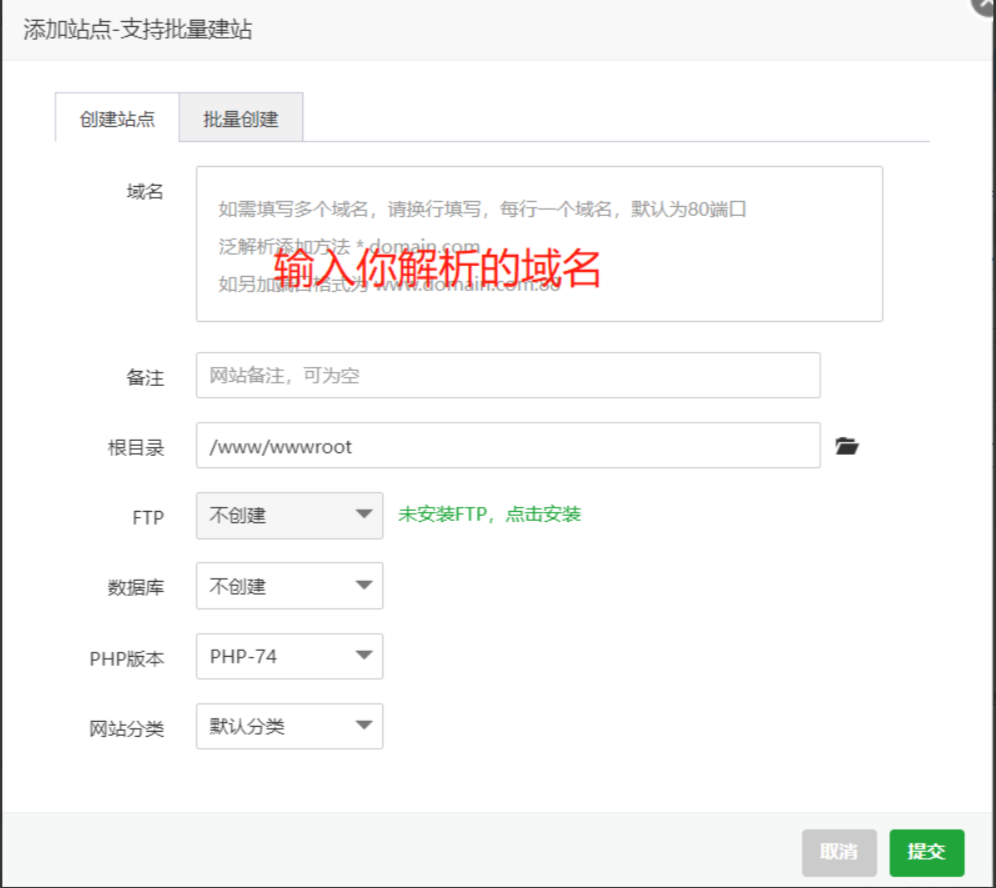 添加站点-支持批量建站
创建站点
批量创建
域名
如需填写多个域名，请换行填写，每行一个域名，默认为80端口
泛解析添加方法 *.domain.com
输入你解析的域名
如另加端口格式为 www.domain.com:88
备注
网站备注，可为空
根目录
/www/wwwroot
FTP
不创建
未安装FTP，点击安装
数据库
不创建
PHP版本
PHP-74
网站分类
默认分类
取消
提交